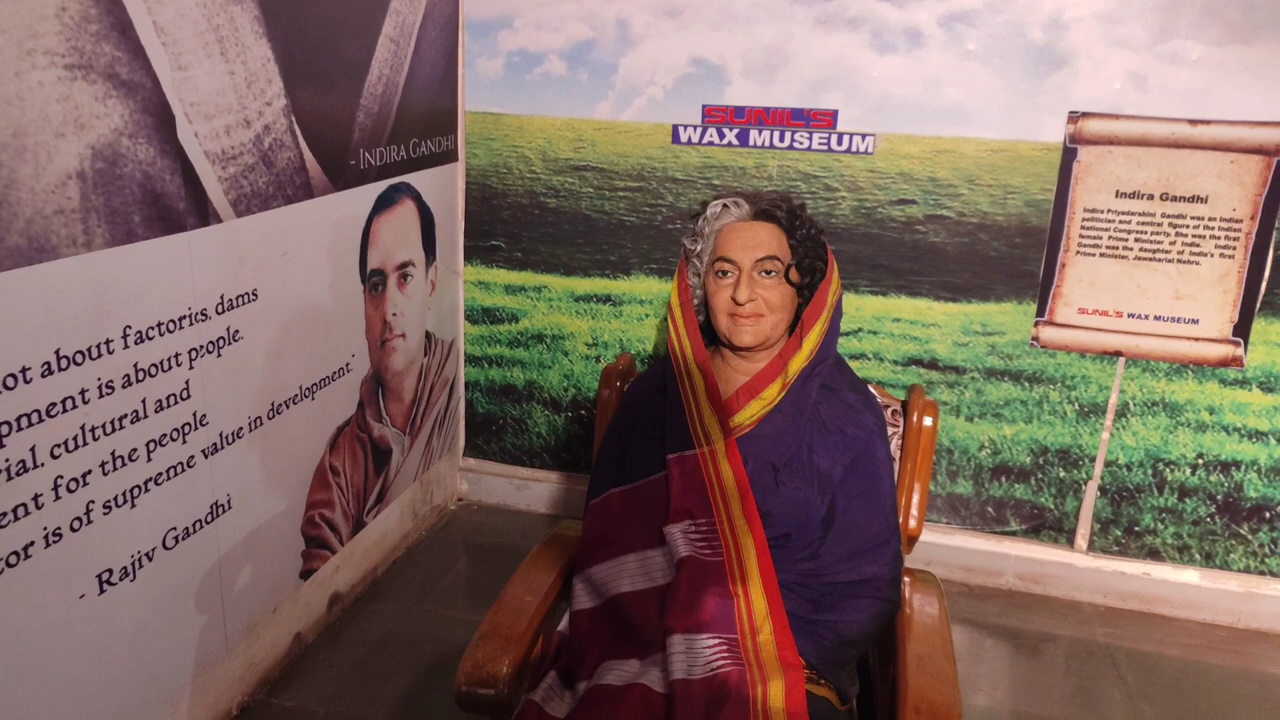 - INDIRA GANDHI
not about factories, dams
pment is about people.
rial, cultural and
ent for the people
tor is of supreme value in development."
- Rajiv Gandhi
SUNIL'S
WAX MUSEUM
Indira Gandhi
Indira Priyadarshini Gandhi was an Indian
politician and central figure of the Indian
National Congress party. She was the first
female Prime Minister of India. Indira
Gandhi was the daughter of India's first
Prime Minister, Jawaharlal Nehru.
SUNIL'S WAX MUSEUM